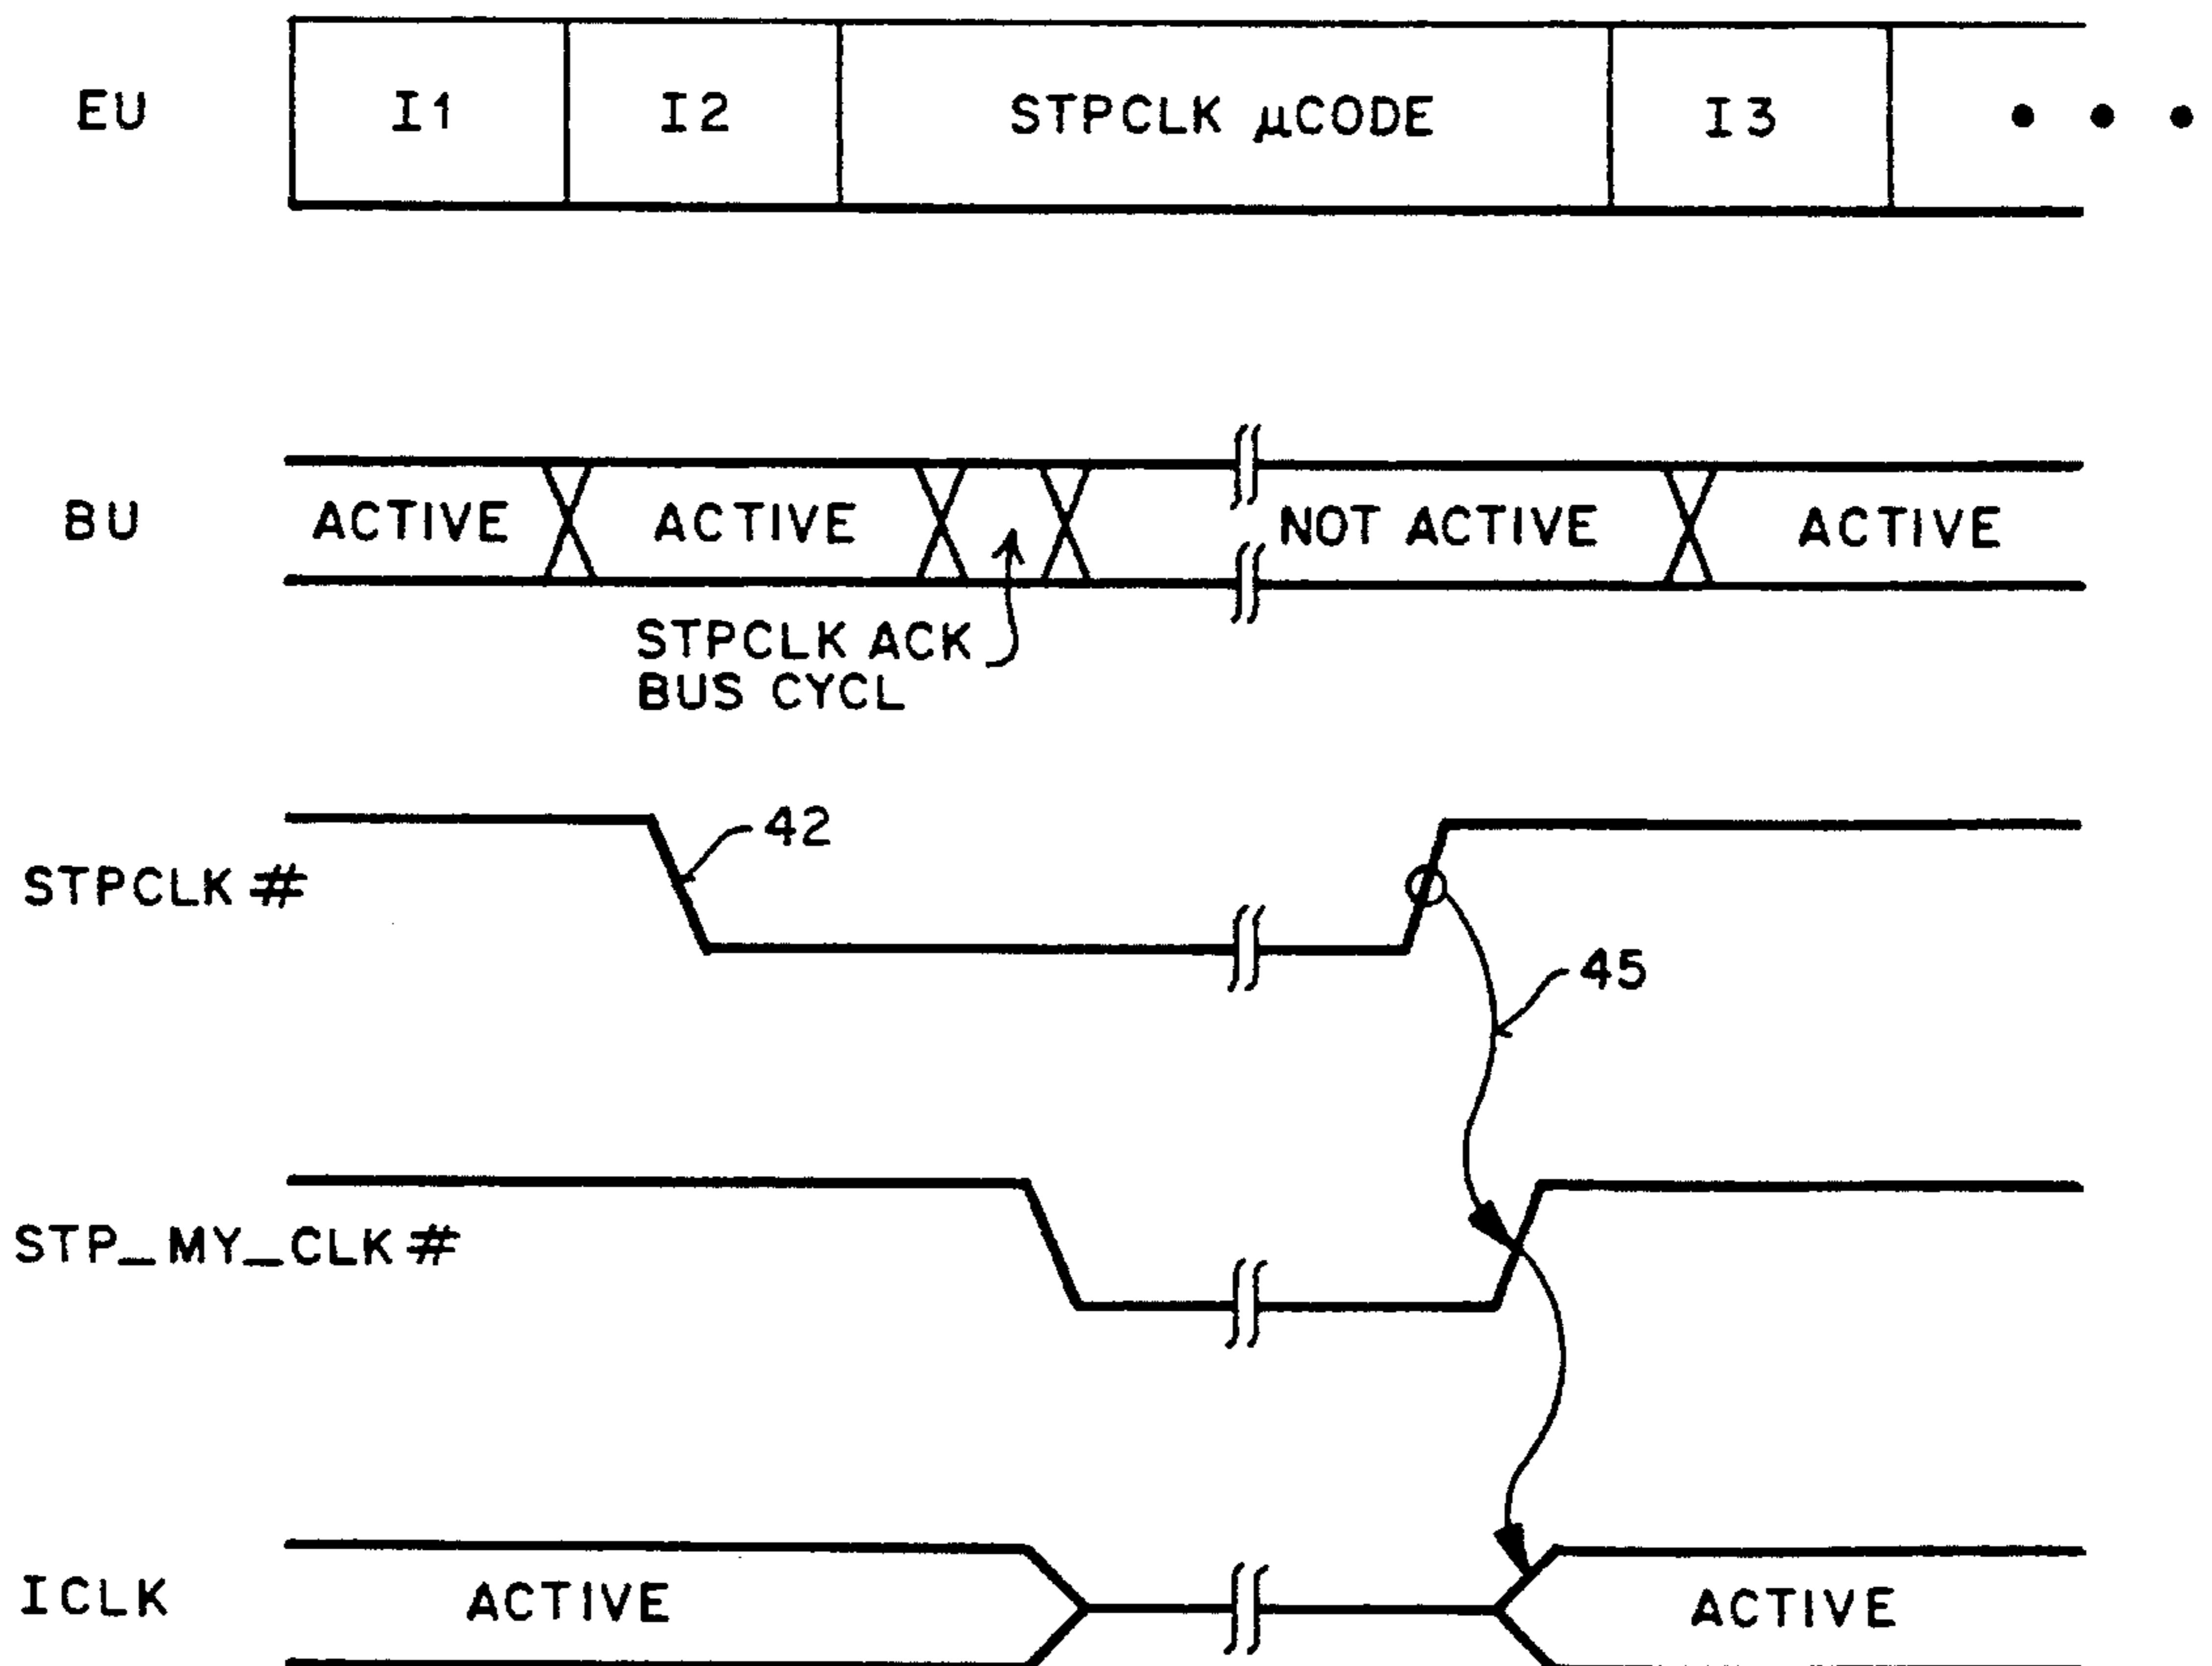 EU I1 I2 STPCLK µCODE I3 • • •
BU ACTIVE ACTIVE NOT ACTIVE ACTIVE
STPCLK ACK
BUS CYCL
42
STPCLK#
45
STP_MY_CLK#
ICLK ACTIVE ACTIVE